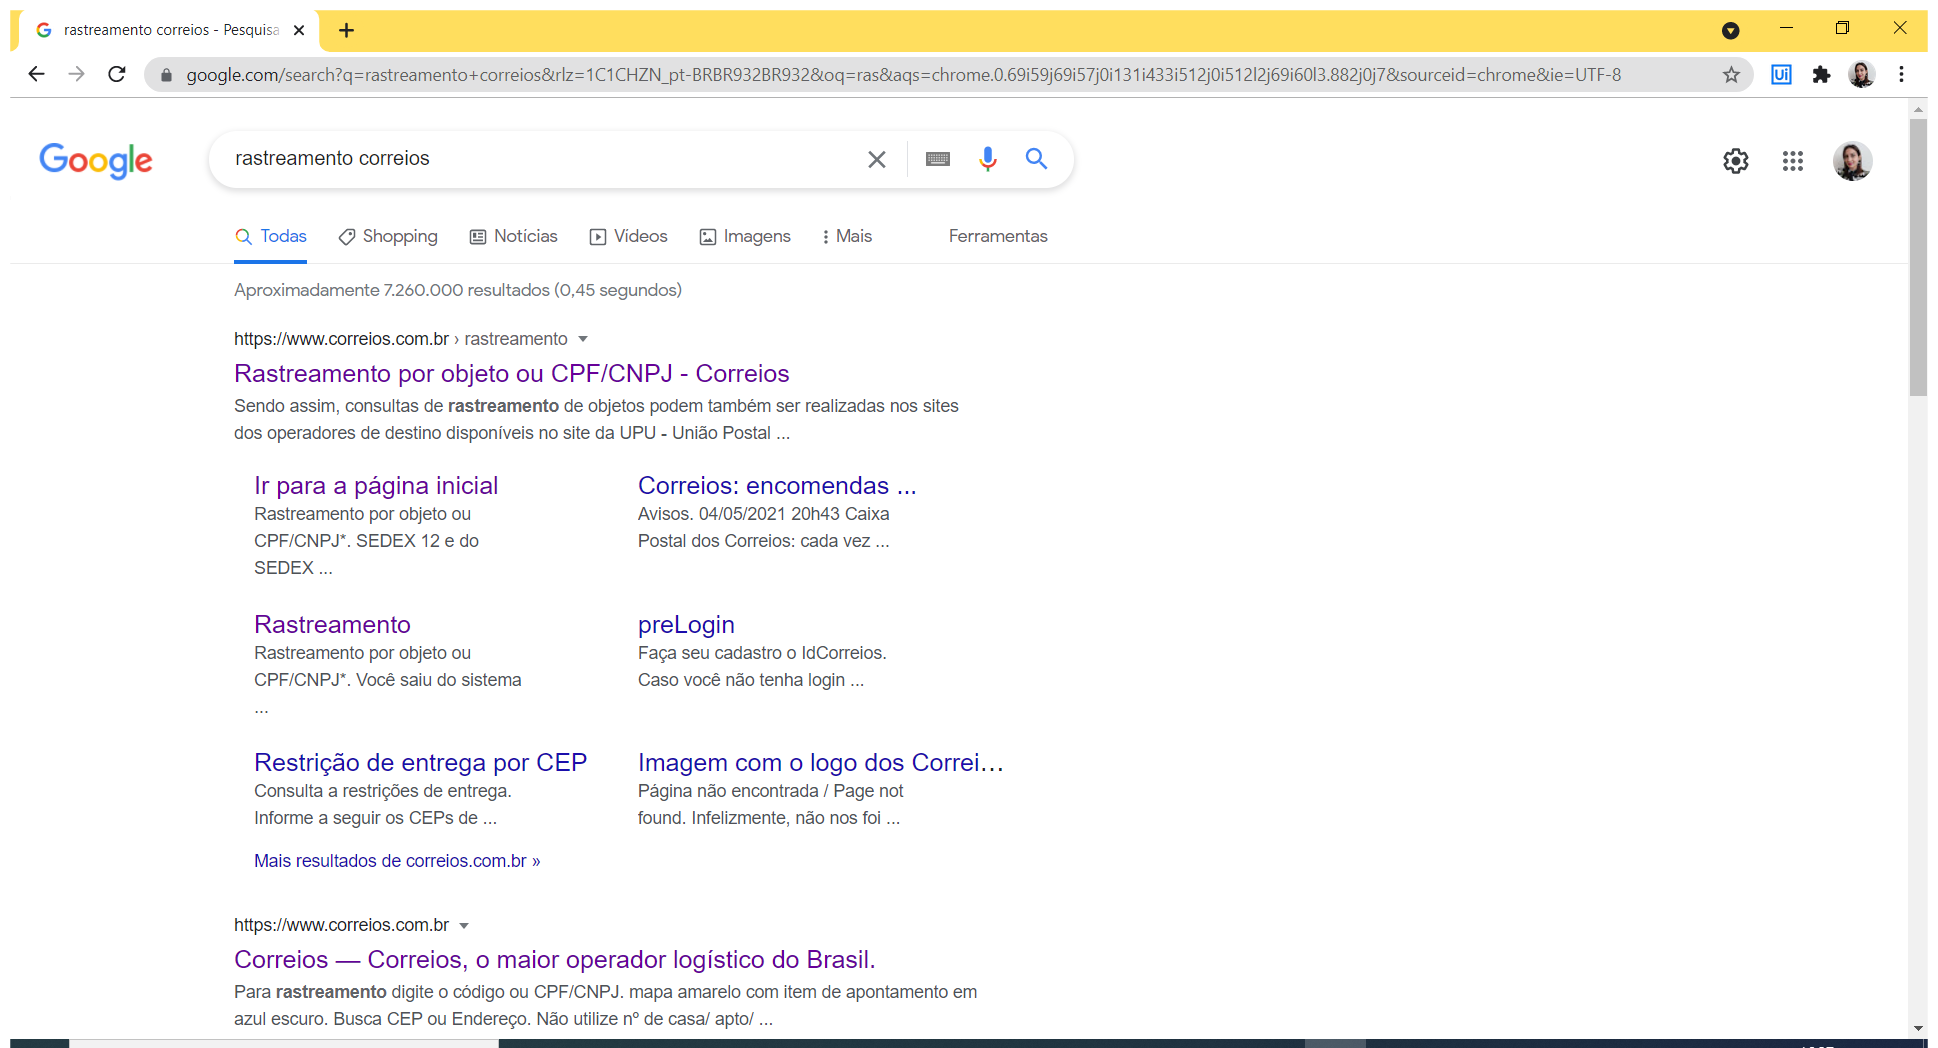 rastreamento correios - Pesquisa
google.com/search?q=rastreamento+correios&rlz=1C1CHZN_pt-BRBR932BR932&oq=ras&aqs=chrome.0.69i59j69i57j0i131i433i512j0i512l2j69i60l3.882j0j7&sourceid=chrome&ie=UTF-8
Ui
Google
rastreamento correios
Todas Shopping Notícias Vídeos Imagens Mais Ferramentas
Aproximadamente 7.260.000 resultados (0,45 segundos)
https://www.correios.com.br › rastreamento
Rastreamento por objeto ou CPF/CNPJ - Correios
Sendo assim, consultas de rastreamento de objetos podem também ser realizadas nos sites
dos operadores de destino disponíveis no site da UPU - União Postal ...
Ir para a página inicial
Rastreamento por objeto ou
CPF/CNPJ*. SEDEX 12 e do
SEDEX ...
Correios: encomendas ...
Avisos. 04/05/2021 20h43 Caixa
Postal dos Correios: cada vez ...
Rastreamento
Rastreamento por objeto ou
CPF/CNPJ*. Você saiu do sistema
...
preLogin
Faça seu cadastro o IdCorreios.
Caso você não tenha login ...
Restrição de entrega por CEP
Consulta a restrições de entrega.
Informe a seguir os CEPs de ...
Imagem com o logo dos Correi...
Página não encontrada / Page not
found. Infelizmente, não nos foi ...
Mais resultados de correios.com.br »
https://www.correios.com.br
Correios — Correios, o maior operador logístico do Brasil.
Para rastreamento digite o código ou CPF/CNPJ. mapa amarelo com item de apontamento em
azul escuro. Busca CEP ou Endereço. Não utilize nº de casa/ apto/ ...